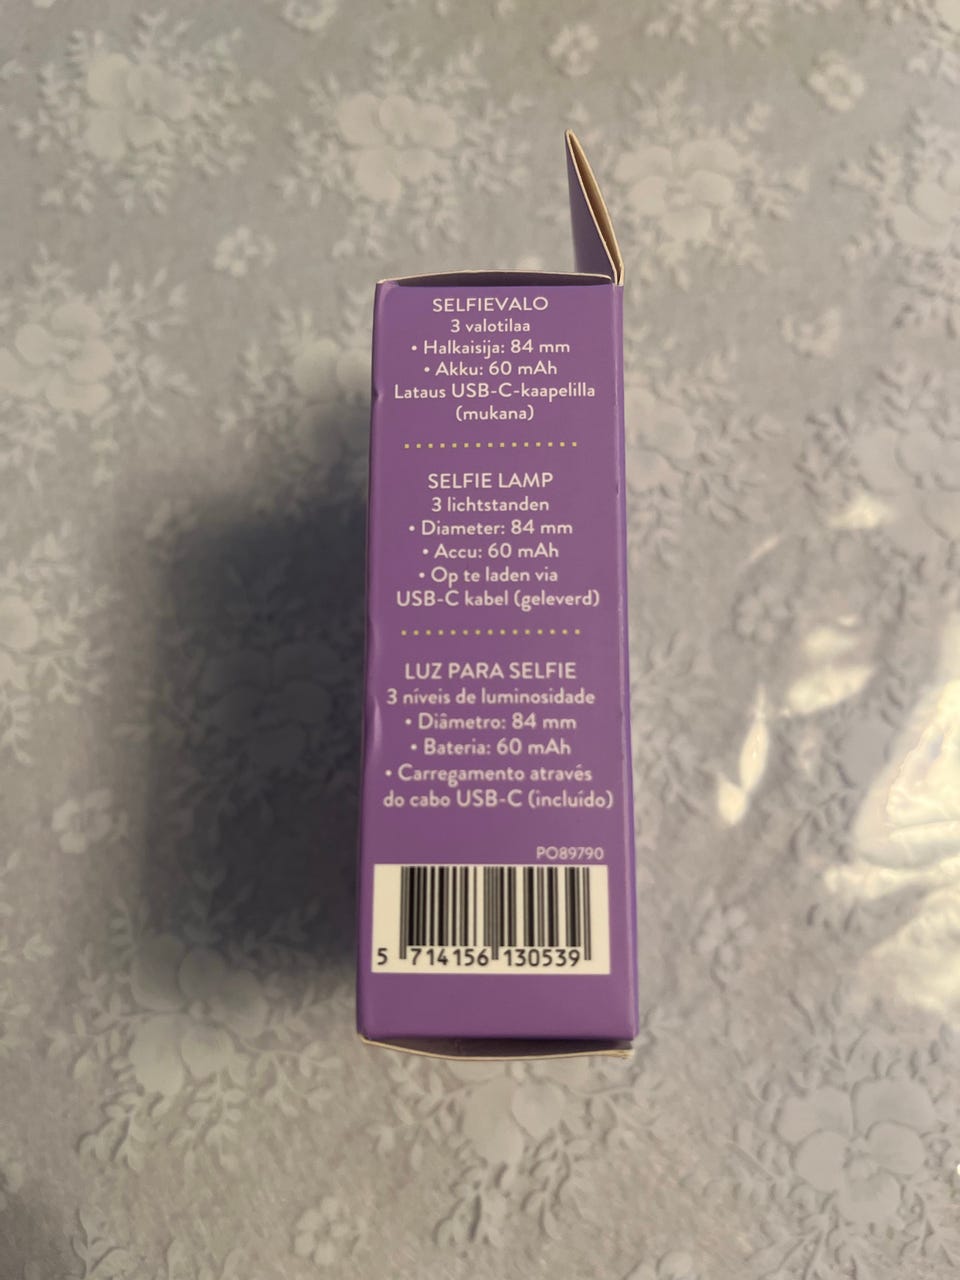 SELFIEVALO
3 valotilaa
• Halkaisija: 84 mm
• Akku: 60 mAh
Lataus USB-C-kaapelilla
(mukana)
SELFIE LAMP
3 lichtstanden
• Diameter: 84 mm
• Accu: 60 mAh
• Op te laden via
USB-C kabel (geleverd)
LUZ PARA SELFIE
3 níveis de luminosidade
• Diâmetro: 84 mm
• Bateria: 60 mAh
• Carregamento através
do cabo USB-C (incluído)
PO89790
5 714156 130539